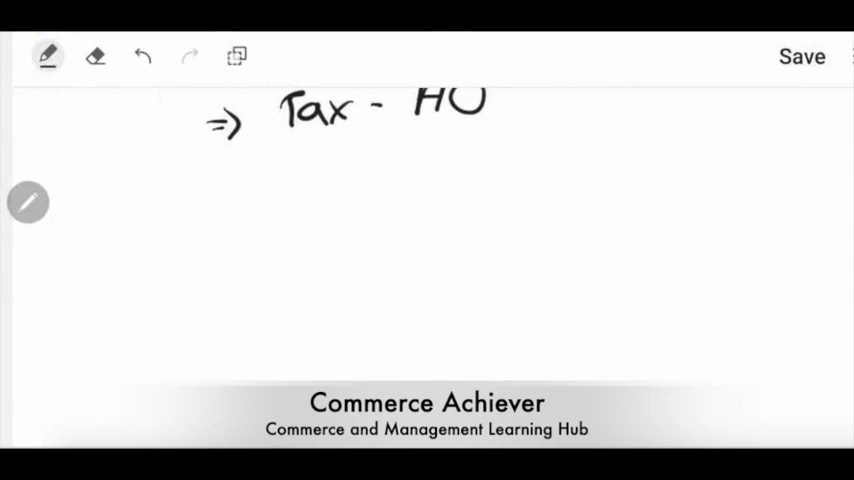 Save
=> Tax - HO
Commerce Achiever
Commerce and Management Learning Hub